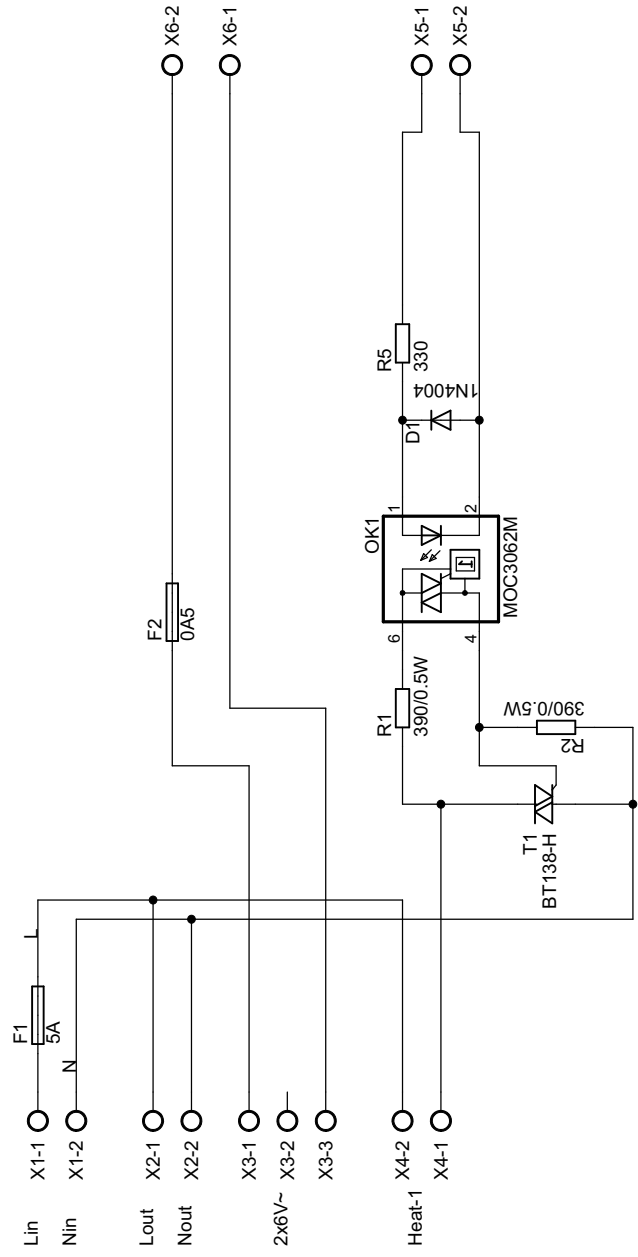 X6-2
X6-1
X5-1
X5-2
R5
330
1N4004
D1
OK1
1
2
MOC3062M
6
4
F2
0A5
R1
390/0.5W
390/0.5W
R2
T1
BT138-H
L
F1
5A
N
Lin X1-1
Nin X1-2
Lout X2-1
Nout X2-2
X3-1
2x6V~ X3-2
X3-3
Heat-1 X4-2
X4-1